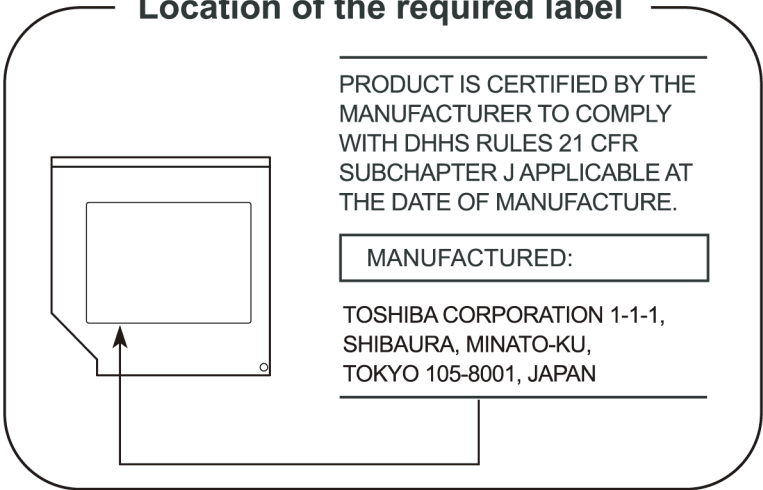 Location of the required label
PRODUCT IS CERTIFIED BY THE
MANUFACTURER TO COMPLY
WITH DHHS RULES 21 CFR
SUBCHAPTER J APPLICABLE AT
THE DATE OF MANUFACTURE.
MANUFACTURED:
TOSHIBA CORPORATION 1-1-1,
SHIBAURA, MINATO-KU,
TOKYO 105-8001, JAPAN